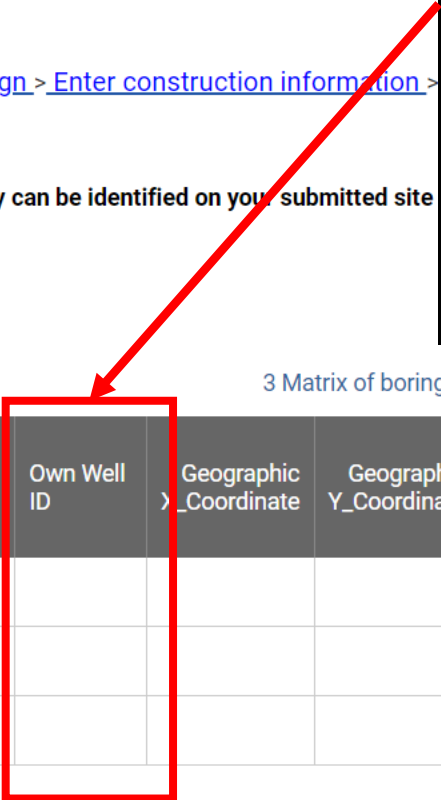 gn > Enter construction information >
y can be identified on your submitted site
3 Matrix of boring
Own Well ID
Geographic X_Coordinate
Geograph
Y_Coordina